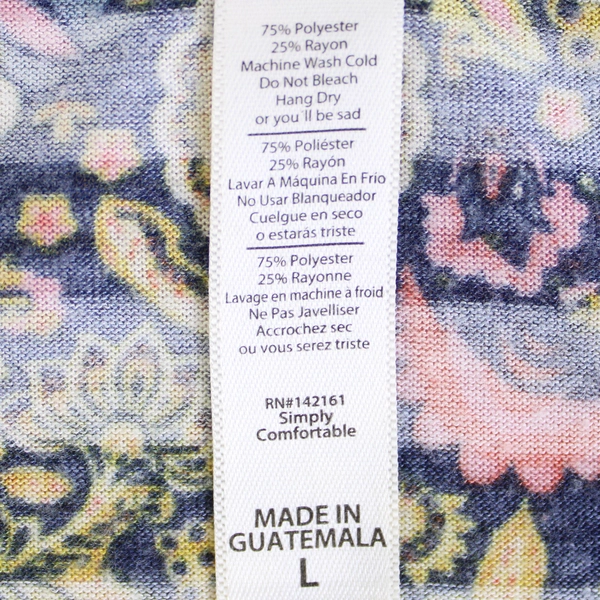 75% Polyester
25% Rayon
Machine Wash Cold
Do Not Bleach
Hang Dry
or you'll be sad
75% Poliéster
25% Rayón
Lavar A Máquina En Frio
No Usar Blanqueador
Cuelgue en seco
o estarás triste
75% Polyester
25% Rayonne
Lavage en machine à froid
Ne Pas Javelliser
Accrochez sec
ou vous serez triste
RN#142161
Simply
Comfortable
MADE IN
GUATEMALA
L